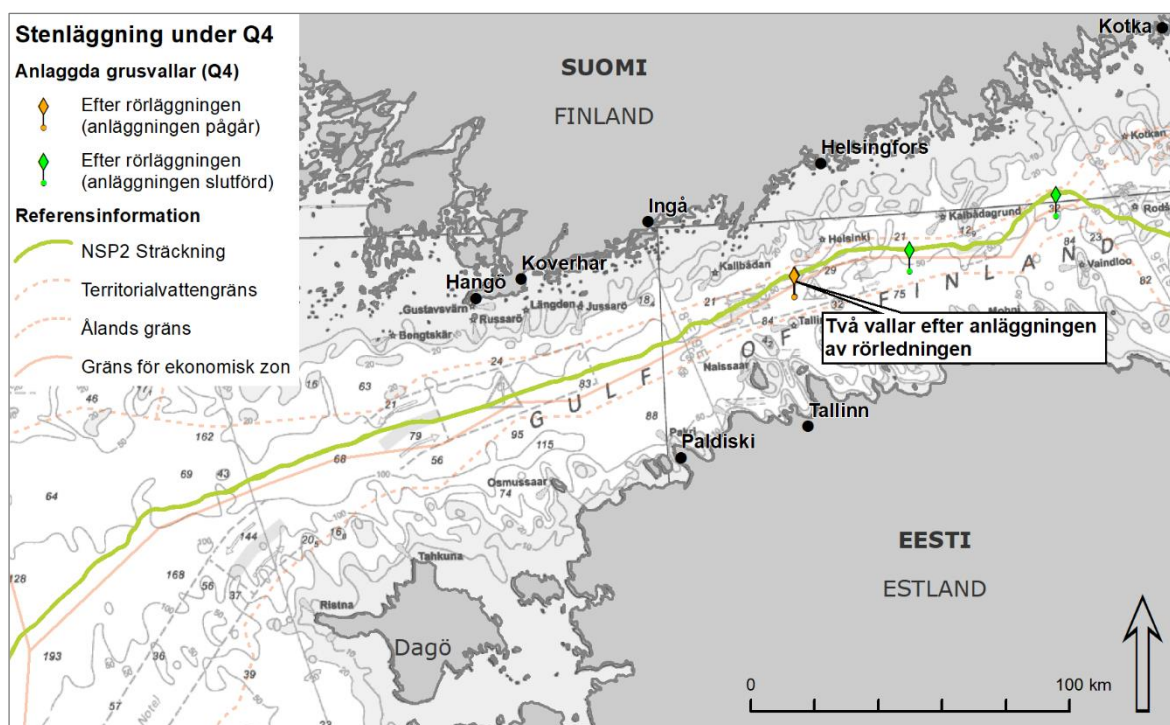 Stenläggning under Q4
Anlaggda grusvallar (Q4)
Efter rörläggningen
(anläggningen pågår)
Efter rörläggningen
(anläggningen slutförd)
Referensinformation
NSP2 Sträckning
Territorialvattengräns
Ålands gräns
Gräns för ekonomisk zon
Kotka
SUOMI
FINLAND
Kotkan
Helsingfors
Ingå
Kalbådagrund
Helsinki
Koverhar
Hangö
Kallbådan
Vaindloo
Gustavsvärn
Längden
Jussarö
Russarö
Bengtskär
GULF OF FINLAND
Två vallar efter anläggningen
av rörledningen
Naissaar
Tallinn
Pakri
Paldiski
Osmussaar
EESTI
ESTLAND
Tahkuna
Ristna
Dagö
0 100 km